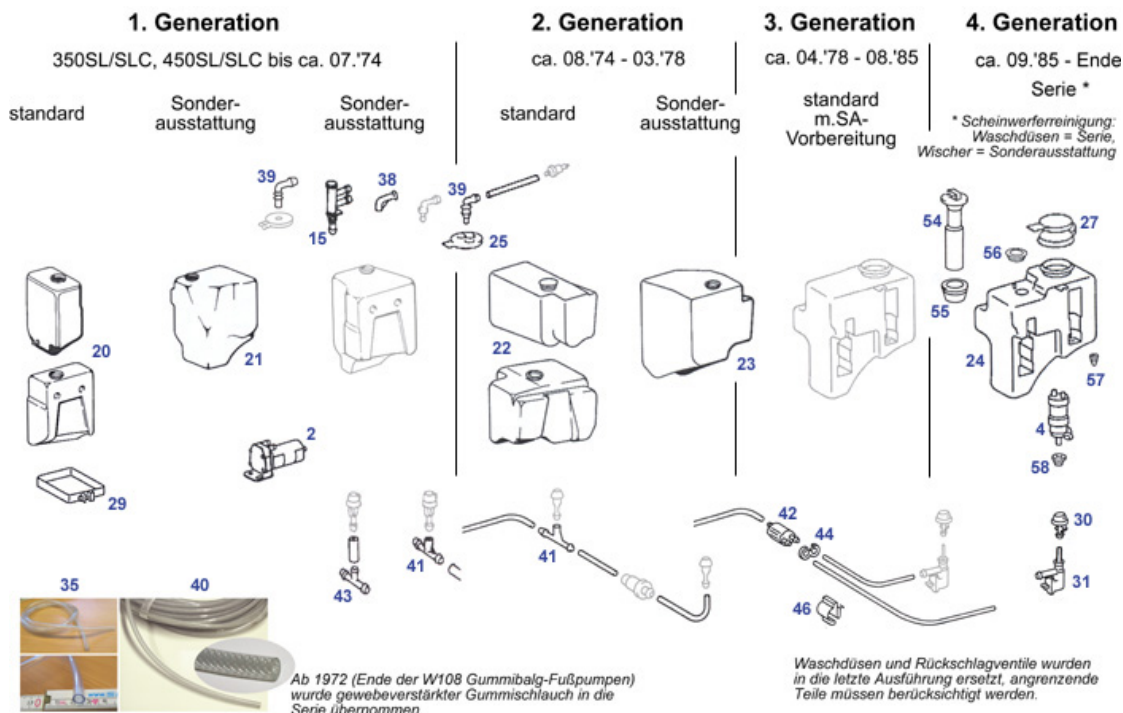 1. Generation
2. Generation
3. Generation
4. Generation
350SL/SLC, 450SL/SLC bis ca. 07.'74
ca. 08.'74 - 03.'78
ca. 04.'78 - 08.'85
ca. 09.'85 - Ende
standard
Sonder-
ausstattung
Sonder-
ausstattung
standard
Sonder-
ausstattung
standard
m.SA-
Vorbereitung
Serie *
* Scheinwerferreinigung:
Waschdüsen = Serie,
Wischer = Sonderausstattung
39
15
38
39
25
54
27
56
55
20
21
22
23
24
57
2
4
58
29
42
44
30
41
41
43
31
46
35
40
Ab 1972 (Ende der W108 Gummibalg-Fußpumpen)
wurde gewebeverstärkter Gummischlauch in die
Serie übernommen
Waschdüsen und Rückschlagventile wurden
in die letzte Ausführung ersetzt, angrenzende
Teile müssen berücksichtigt werden.